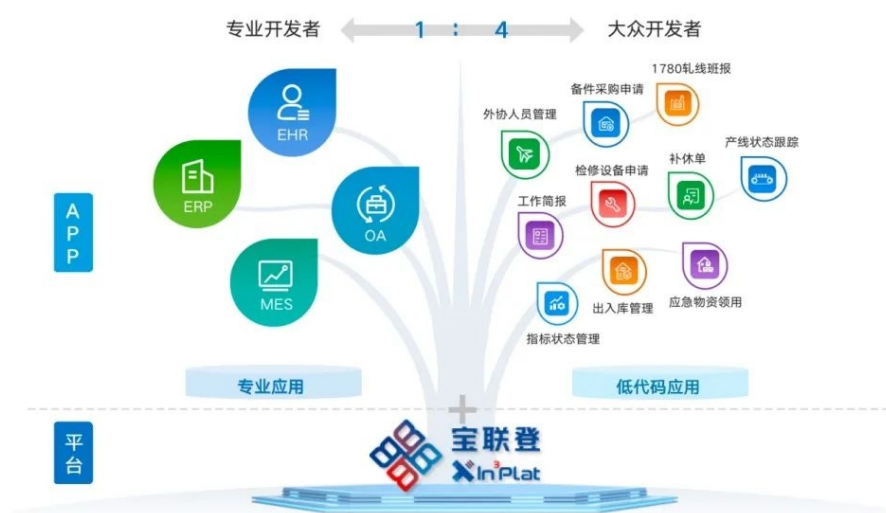 专业开发者
1 : 4
大众开发者
1780轧线班报
备件采购申请
外协人员管理
产线状态跟踪
补休单
检修设备申请
工作简报
EHR
ERP
OA
MES
APP
出入库管理
应急物资领用
指标状态管理
专业应用
低代码应用
平台
宝联登
xIn³Plat